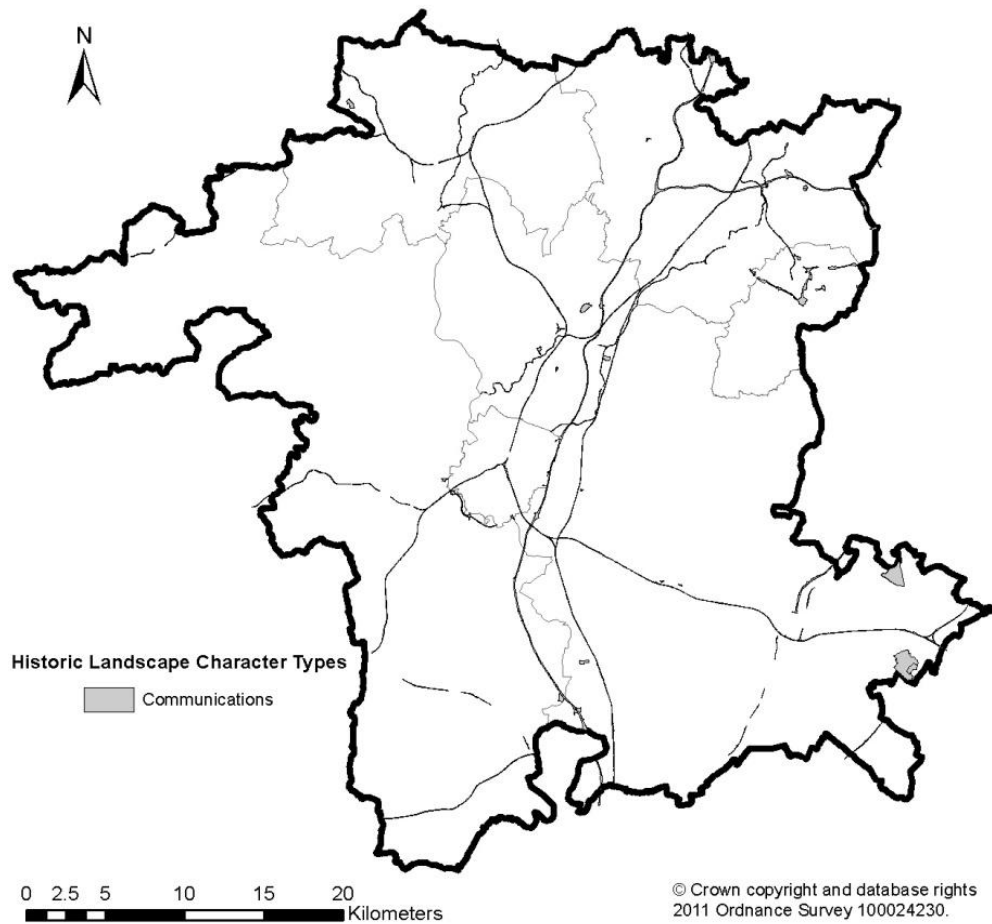 N
Historic Landscape Character Types
Communications
0 2.5 5 10 15 20
Kilometers
© Crown copyright and database rights
2011 Ordnance Survey 100024230.